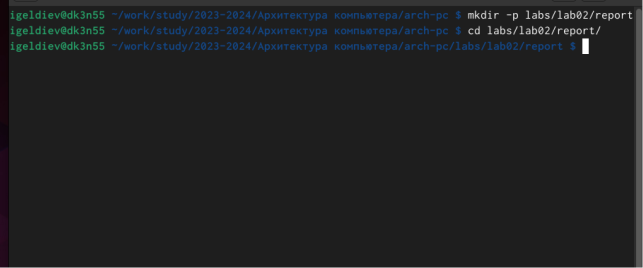 igeldiev@dk3n55 ~/work/study/2023-2024/Архитектура компьютера/arch-pc $ mkdir -p labs/lab02/report
igeldiev@dk3n55 ~/work/study/2023-2024/Архитектура компьютера/arch-pc $ cd labs/lab02/report/
igeldiev@dk3n55 ~/work/study/2023-2024/Архитектура компьютера/arch-pc/labs/lab02/report $